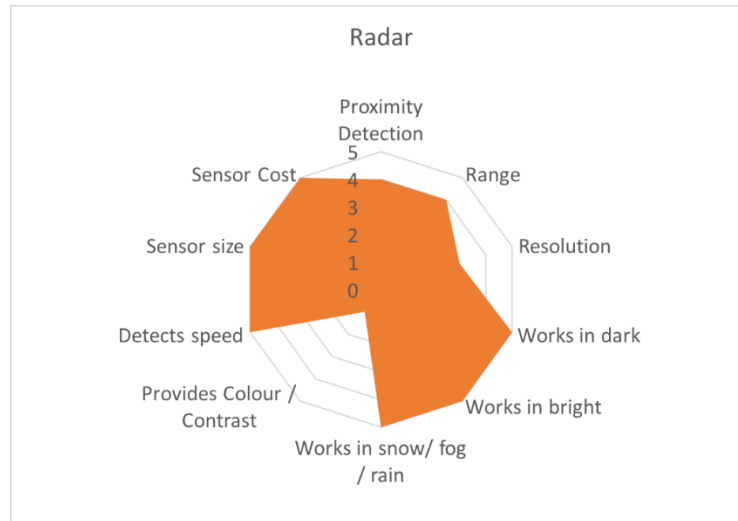 Radar
Proximity
Detection
Range
Resolution
Works in dark
Works in bright
Works in snow/ fog
/ rain
Provides Colour /
Contrast
Detects speed
Sensor size
Sensor Cost
5
4
3
2
1
0